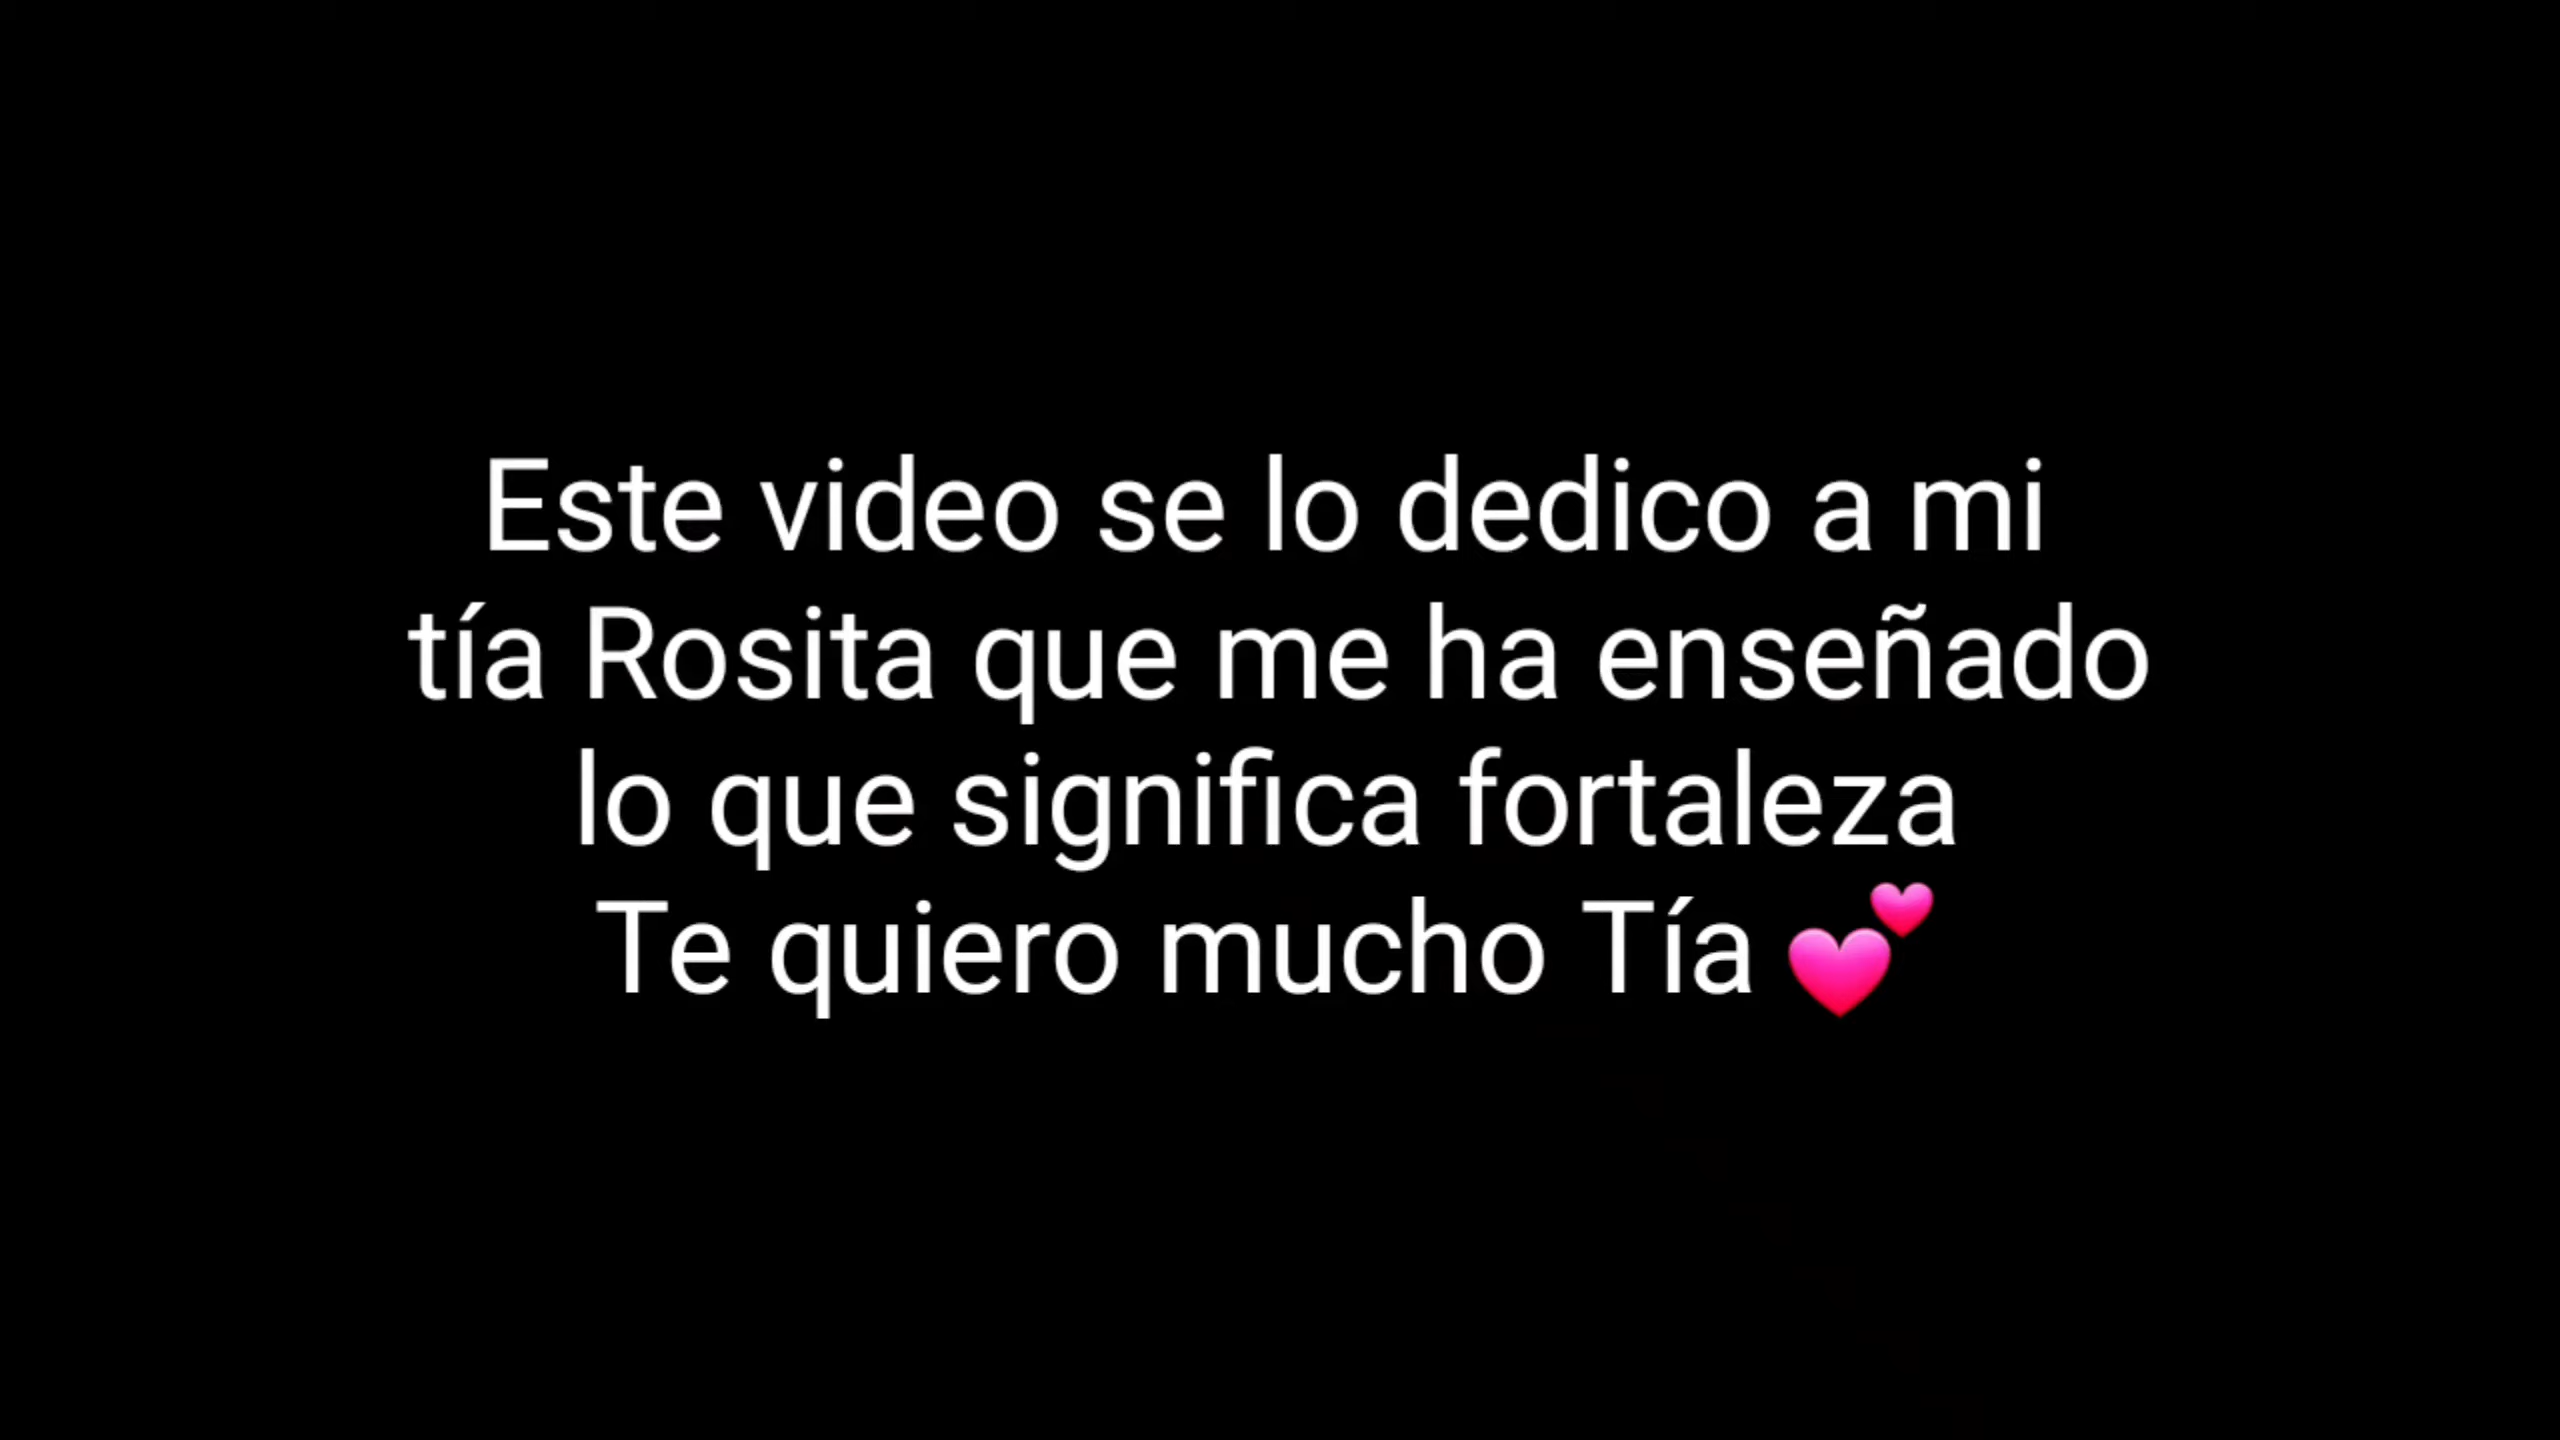 Este video se lo dedico a mi
tía Rosita que me ha enseñado
lo que significa fortaleza
Te quiero mucho Tía 💕